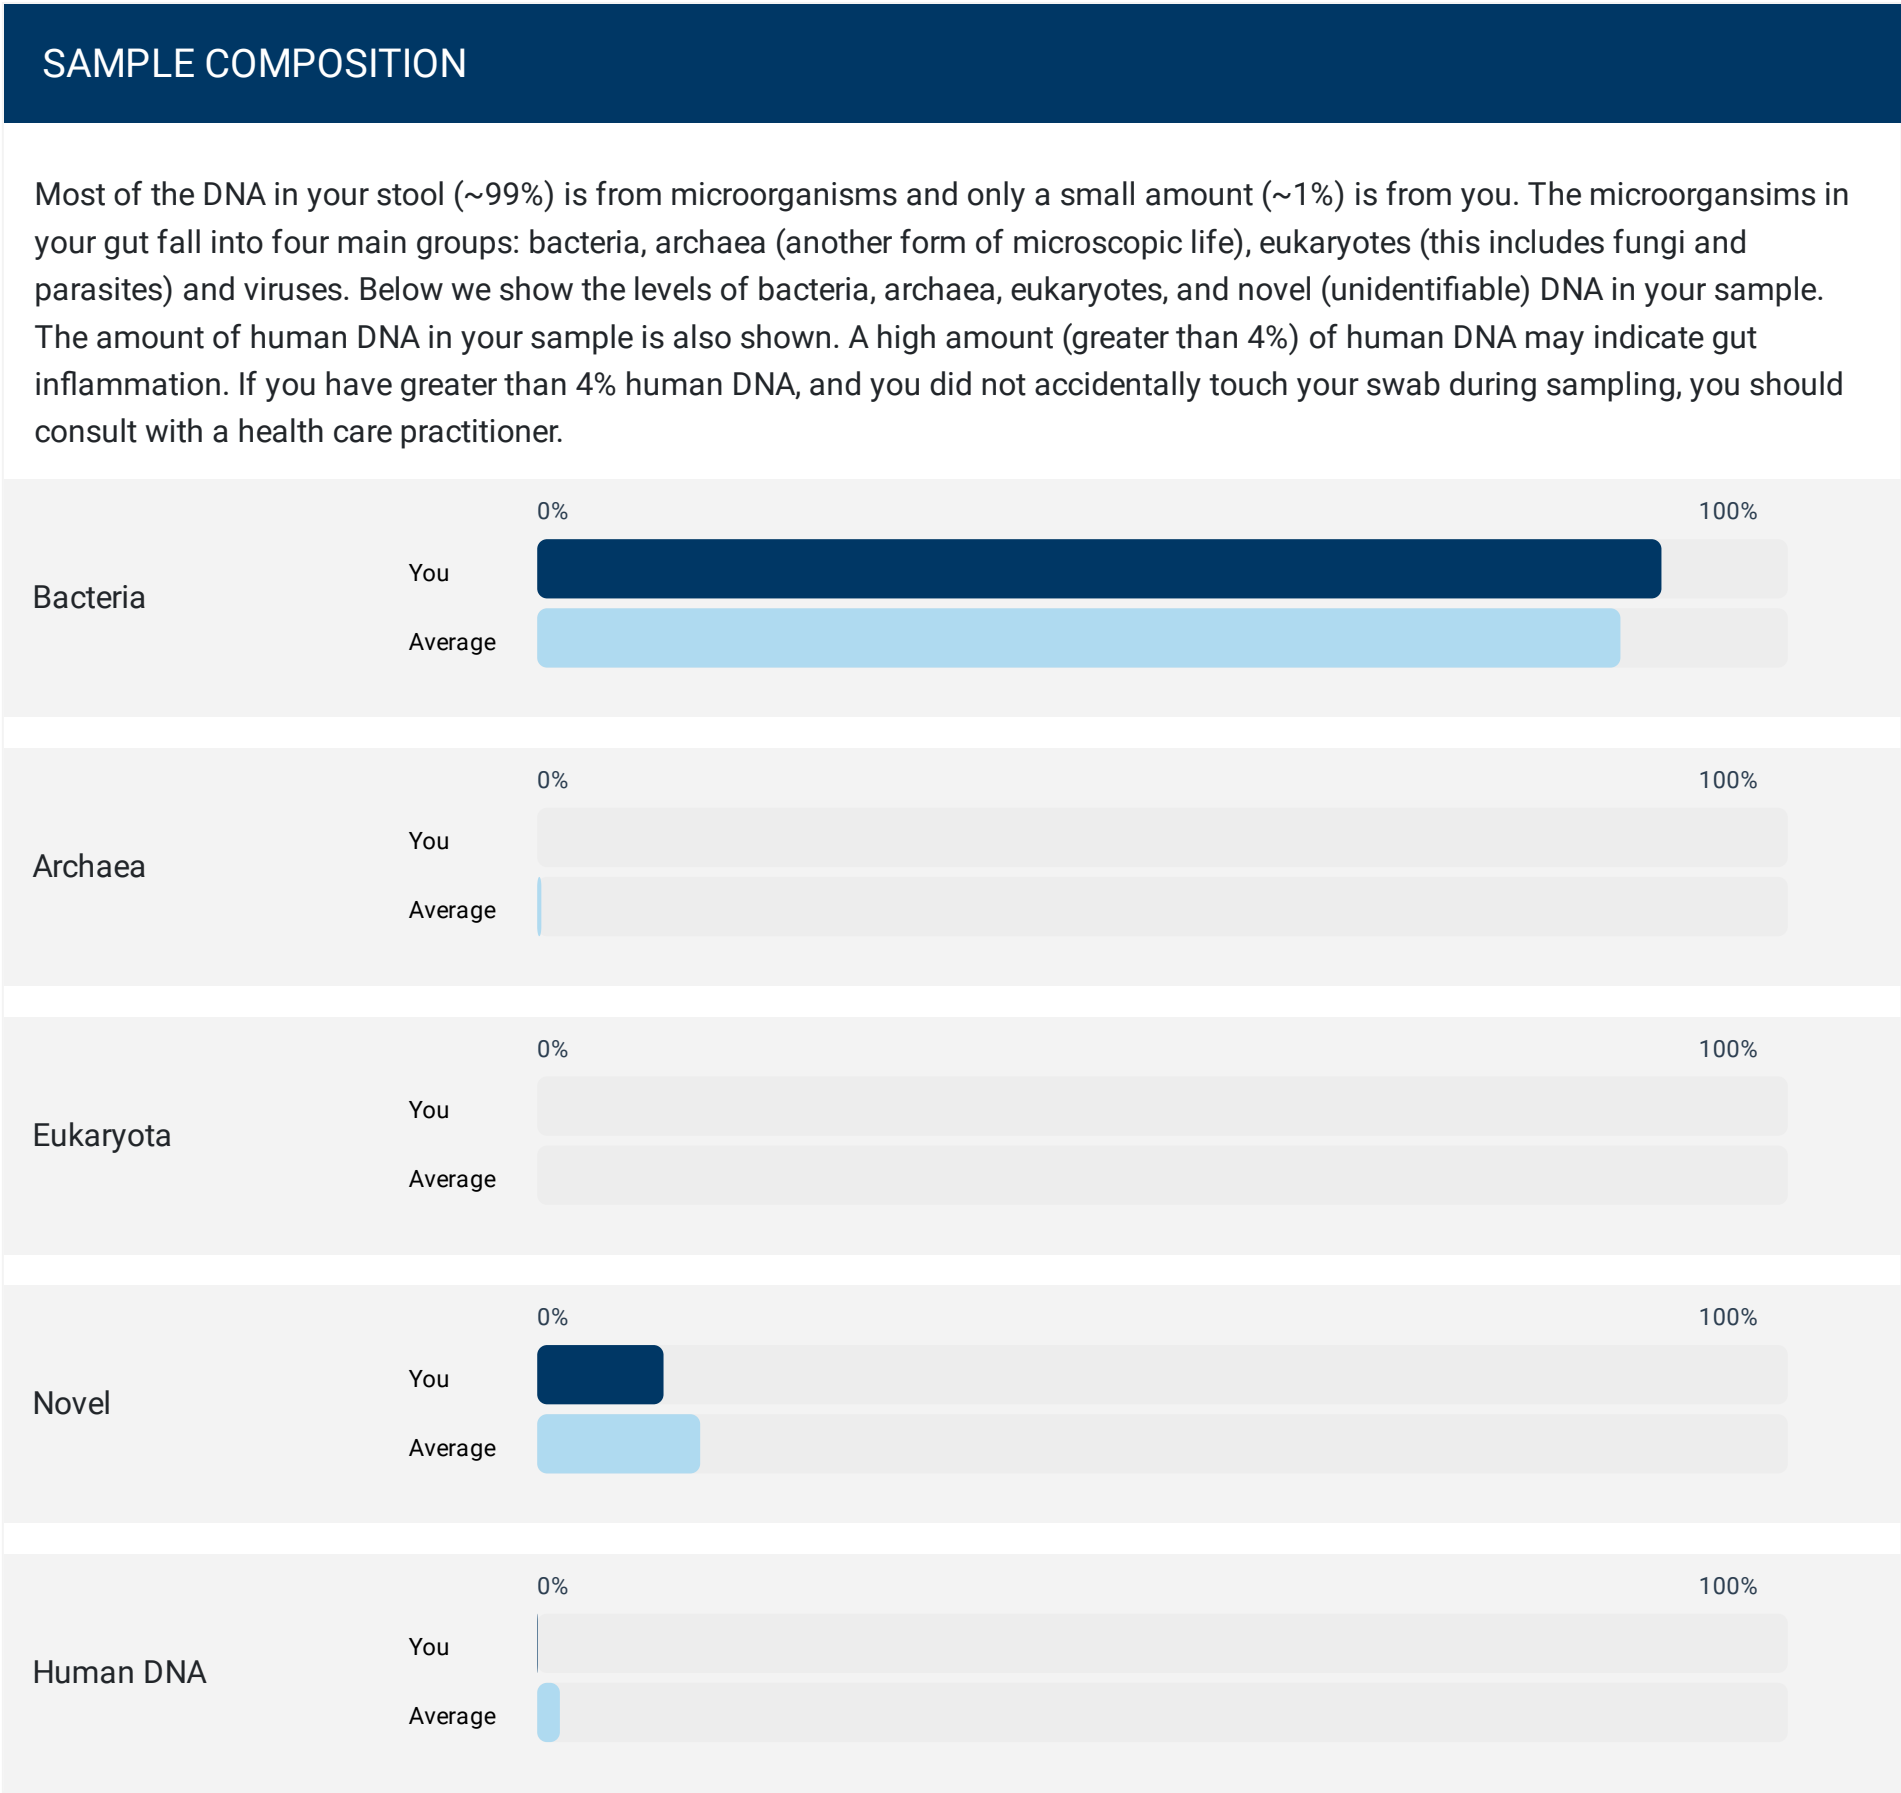 SAMPLE COMPOSITION
Most of the DNA in your stool (~99%) is from microorganisms and only a small amount (~1%) is from you. The microorgansims in
your gut fall into four main groups: bacteria, archaea (another form of microscopic life), eukaryotes (this includes fungi and
parasites) and viruses. Below we show the levels of bacteria, archaea, eukaryotes, and novel (unidentifiable) DNA in your sample.
The amount of human DNA in your sample is also shown. A high amount (greater than 4%) of human DNA may indicate gut
inflammation. If you have greater than 4% human DNA, and you did not accidentally touch your swab during sampling, you should
consult with a health care practitioner.
0% 100%
You
Bacteria
Average
0% 100%
You
Archaea
Average
0% 100%
You
Eukaryota
Average
0% 100%
You
Novel
Average
0% 100%
You
Human DNA
Average